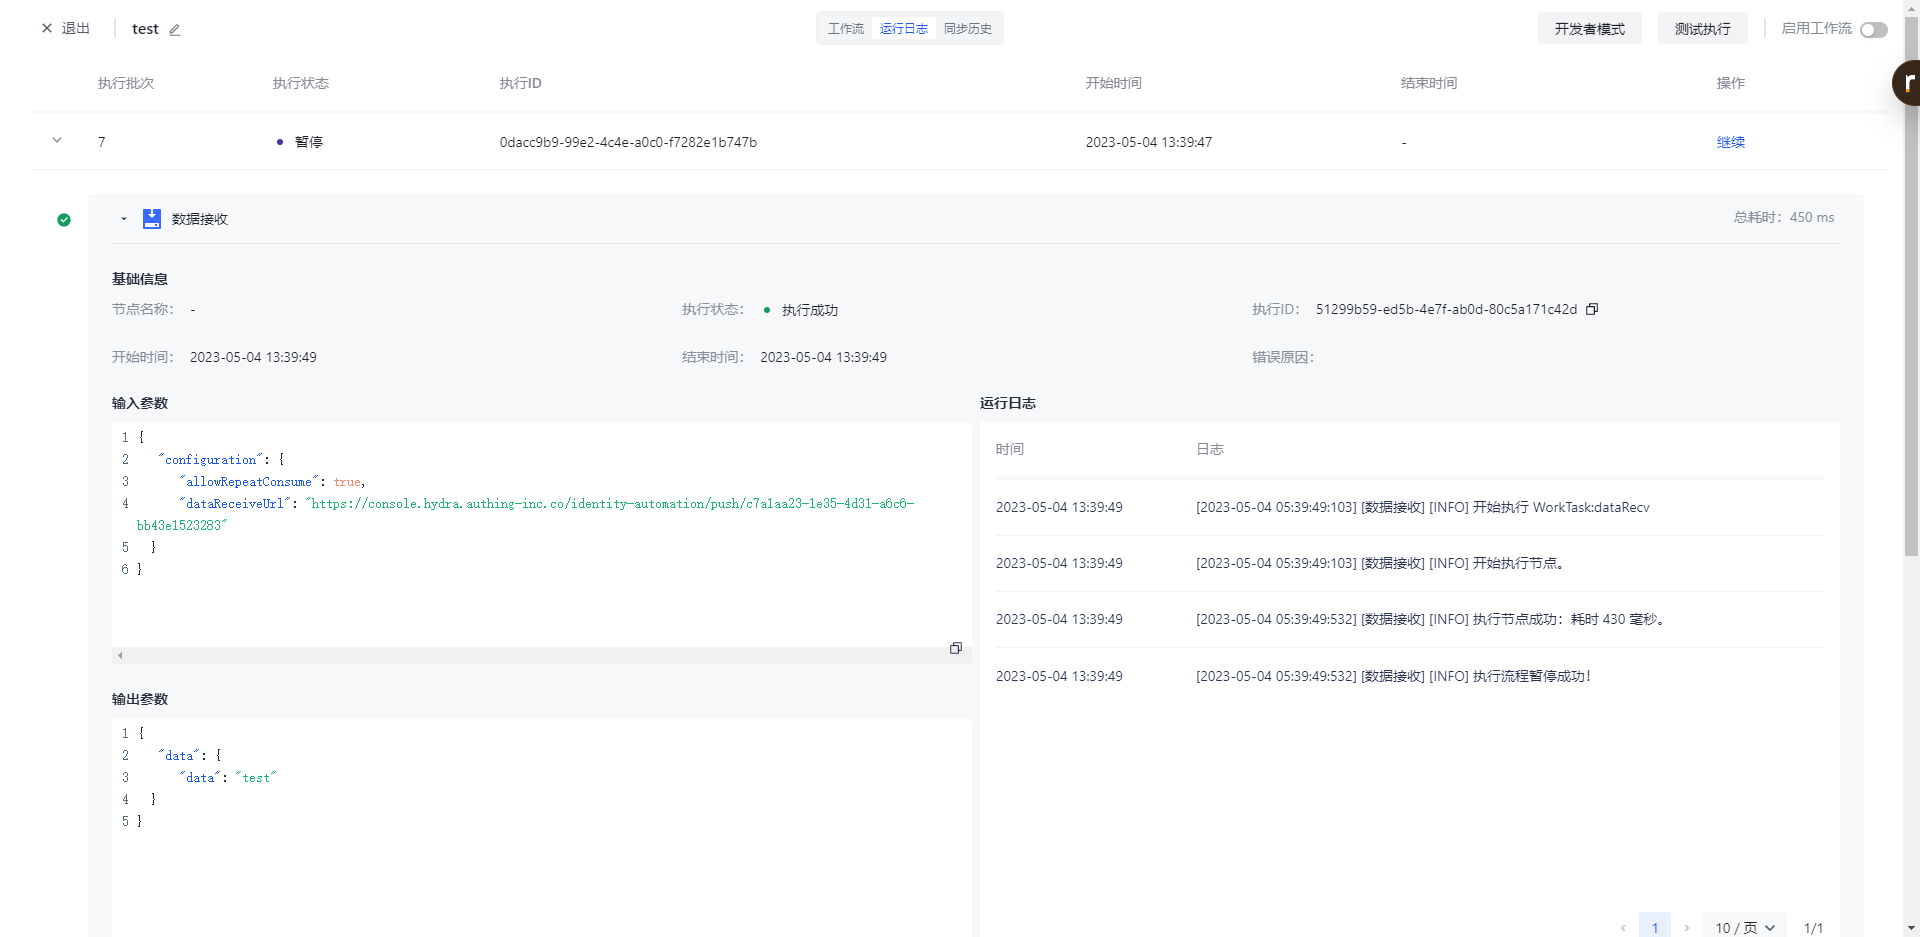 退出
test
工作流 运行日志 同步历史
开发者模式
测试执行
启用工作流
执行批次 执行状态 执行ID 开始时间 结束时间 操作
7 暂停 0dacc9b9-99e2-4c4e-a0c0-f7282e1b747b 2023-05-04 13:39:47 - 继续
r
数据接收
总耗时：450 ms
基础信息
节点名称： -
执行状态： 执行成功
执行ID： 51299b59-ed5b-4e7f-ab0d-80c5a171c42d
开始时间： 2023-05-04 13:39:49
结束时间： 2023-05-04 13:39:49
错误原因：
输入参数
1 {
2 "configuration": {
3 "allowRepeatConsume": true,
4 "dataReceiveUrl": "https://console.hydra.authing-inc.co/identity-automation/push/c7a1aa23-1e35-4d31-a6c6-
bb43e1523283"
5 }
6 }
输出参数
1 {
2 "data": {
3 "data": "test"
4 }
5 }
运行日志
时间 日志
2023-05-04 13:39:49 [2023-05-04 05:39:49:103] [数据接收] [INFO] 开始执行 WorkTask:dataRecv
2023-05-04 13:39:49 [2023-05-04 05:39:49:103] [数据接收] [INFO] 开始执行节点。
2023-05-04 13:39:49 [2023-05-04 05:39:49:532] [数据接收] [INFO] 执行节点成功：耗时 430 毫秒。
2023-05-04 13:39:49 [2023-05-04 05:39:49:532] [数据接收] [INFO] 执行流程暂停成功！
1 10 / 页 1/1